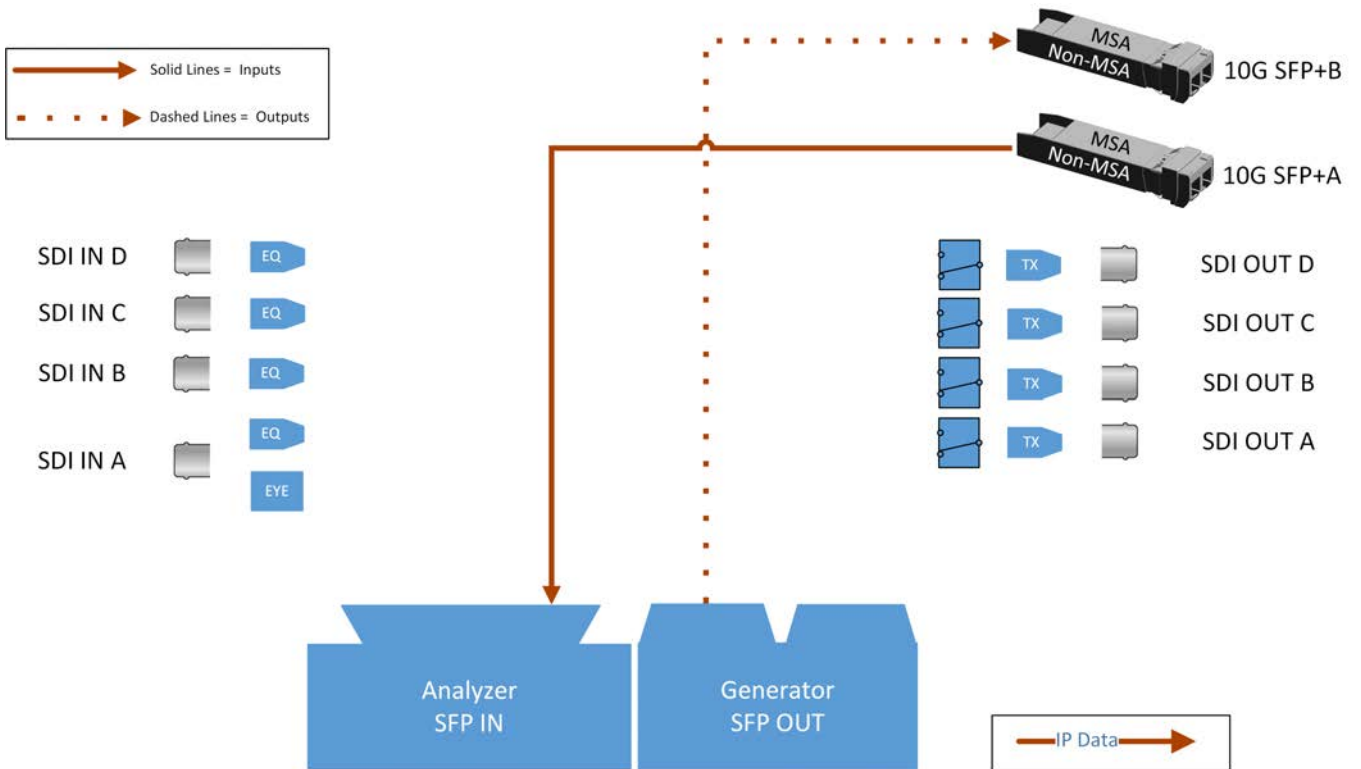 Solid Lines = Inputs
Dashed Lines = Outputs
MSA
Non-MSA
10G SFP+B
MSA
Non-MSA
10G SFP+A
SDI IN D
EQ
SDI IN C
EQ
SDI IN B
EQ
SDI IN A
EQ
EYE
TX
SDI OUT D
TX
SDI OUT C
TX
SDI OUT B
TX
SDI OUT A
Analyzer
SFP IN
Generator
SFP OUT
IP Data